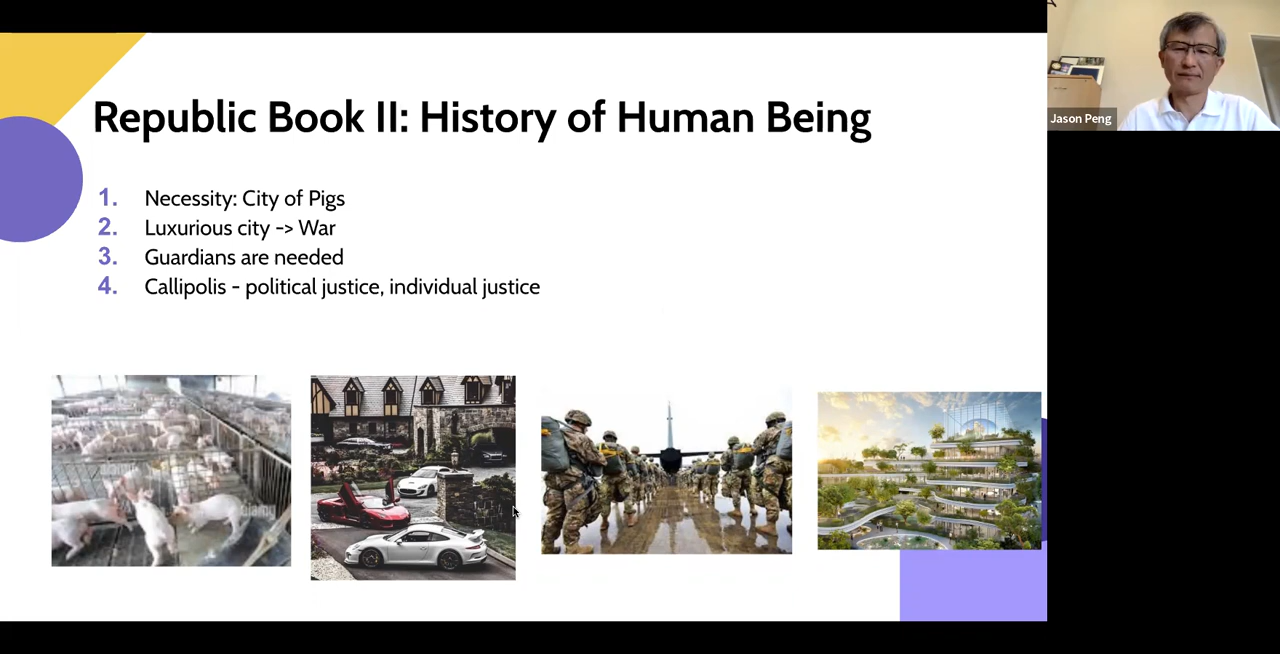 Republic Book II: History of Human Being
1. Necessity: City of Pigs
2. Luxurious city -> War
3. Guardians are needed
4. Callipolis - political justice, individual justice
Jason Peng